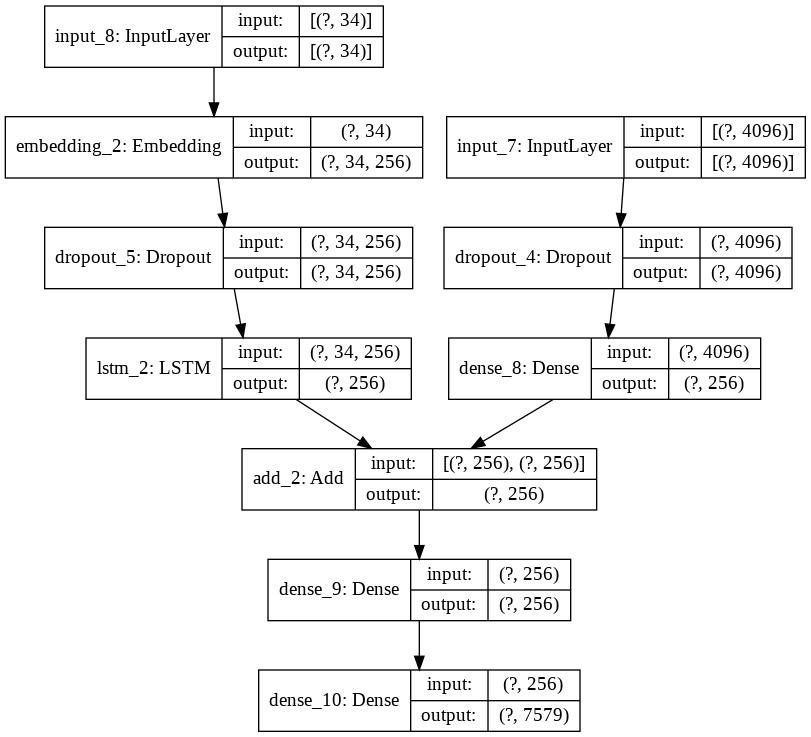 input_8: InputLayer
input: [(?, 34)]
output: [(?, 34)]
embedding_2: Embedding
input: (?, 34)
output: (?, 34, 256)
input_7: InputLayer
input: [(?, 4096)]
output: [(?, 4096)]
dropout_5: Dropout
input: (?, 34, 256)
output: (?, 34, 256)
dropout_4: Dropout
input: (?, 4096)
output: (?, 4096)
lstm_2: LSTM
input: (?, 34, 256)
output: (?, 256)
dense_8: Dense
input: (?, 4096)
output: (?, 256)
add_2: Add
input: [(?, 256), (?, 256)]
output: (?, 256)
dense_9: Dense
input: (?, 256)
output: (?, 256)
dense_10: Dense
input: (?, 256)
output: (?, 7579)